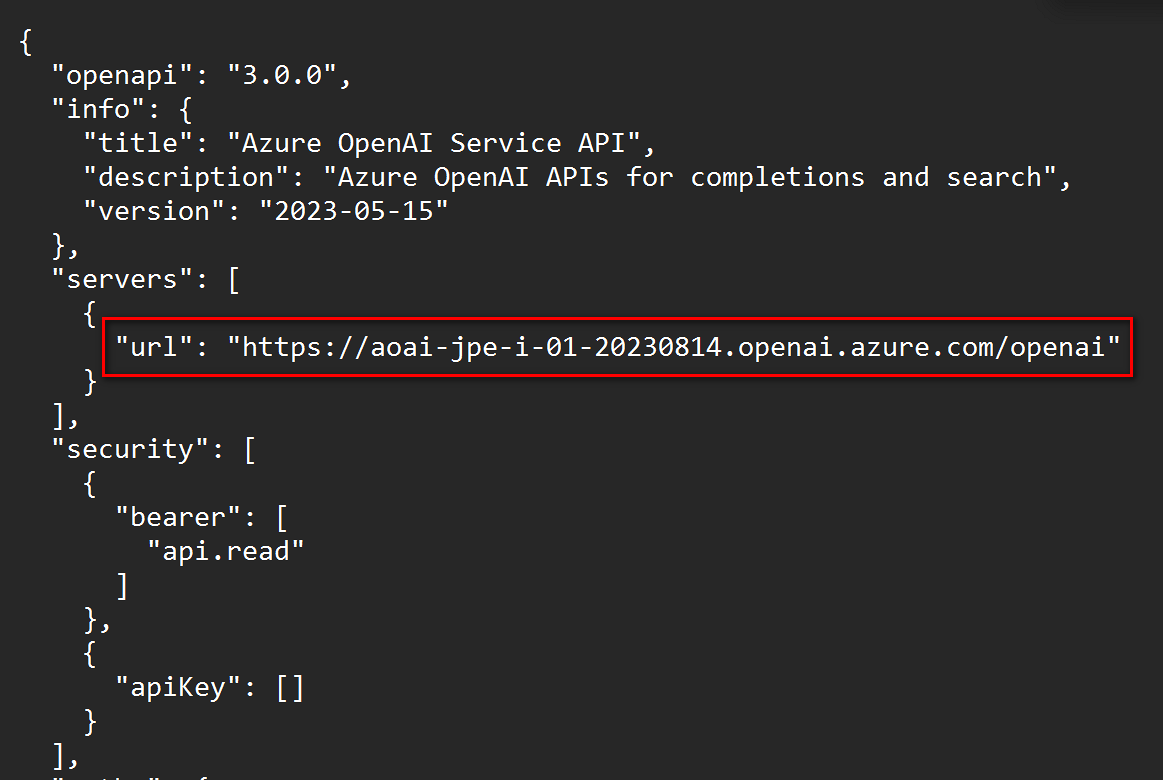 {
  "openapi": "3.0.0",
  "info": {
    "title": "Azure OpenAI Service API",
    "description": "Azure OpenAI APIs for completions and search",
    "version": "2023-05-15"
  },
  "servers": [
    {
      "url": "https://aoai-jpe-i-01-20230814.openai.azure.com/openai"
    }
  ],
  "security": [
    {
      "bearer": [
        "api.read"
      ]
    },
    {
      "apiKey": []
    }
  ],